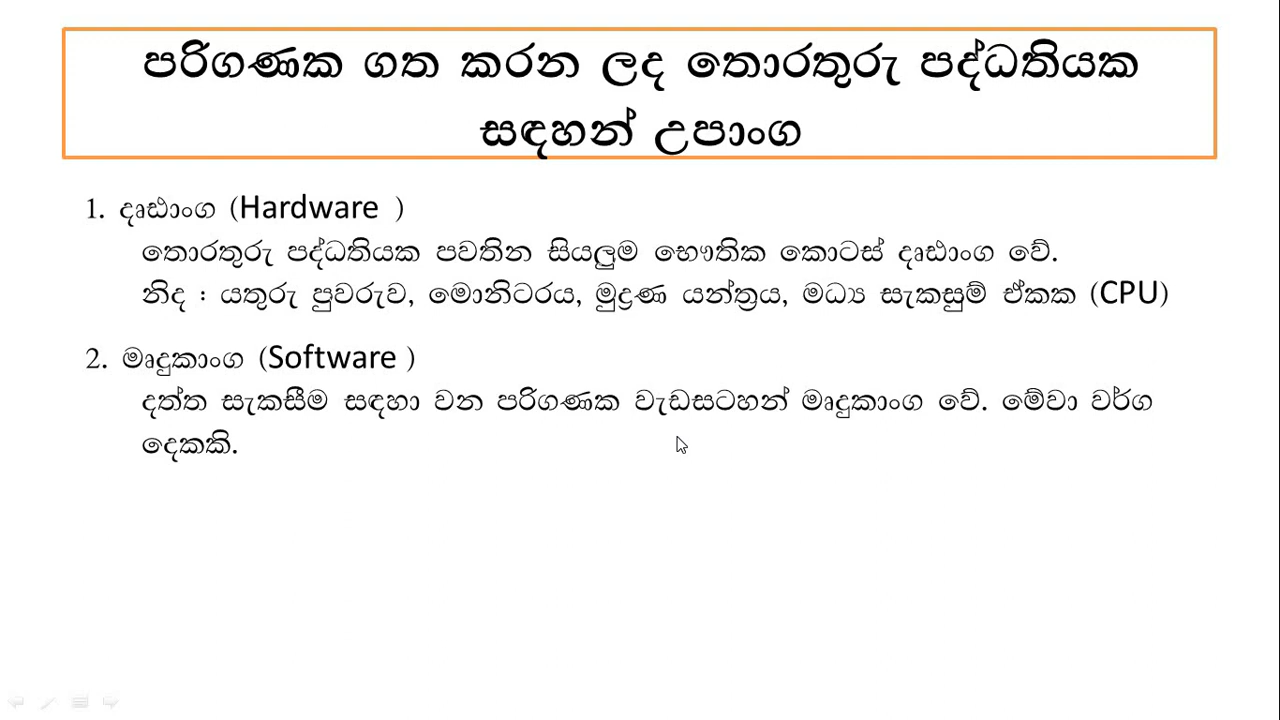 පරිගණක ගත කරන ලද තොරතුරු පද්ධතියක
සඳහන් උපාංග
1. දෘඪාංග (Hardware )
තොරතුරු පද්ධතියක පවතින සියලුම භෞතික කොටස් දෘඪාංග වේ.
නිද : යතුරු පුවරුව, මොනිටරය, මුද්‍රණ යන්ත්‍රය, මධ්‍ය සැකසුම් ඒකක (CPU)
2. මෘදුකාංග (Software )
දත්ත සැකසීම සඳහා වන පරිගණක වැඩසටහන් මෘදුකාංග වේ. මේවා වර්ග
දෙකකි.